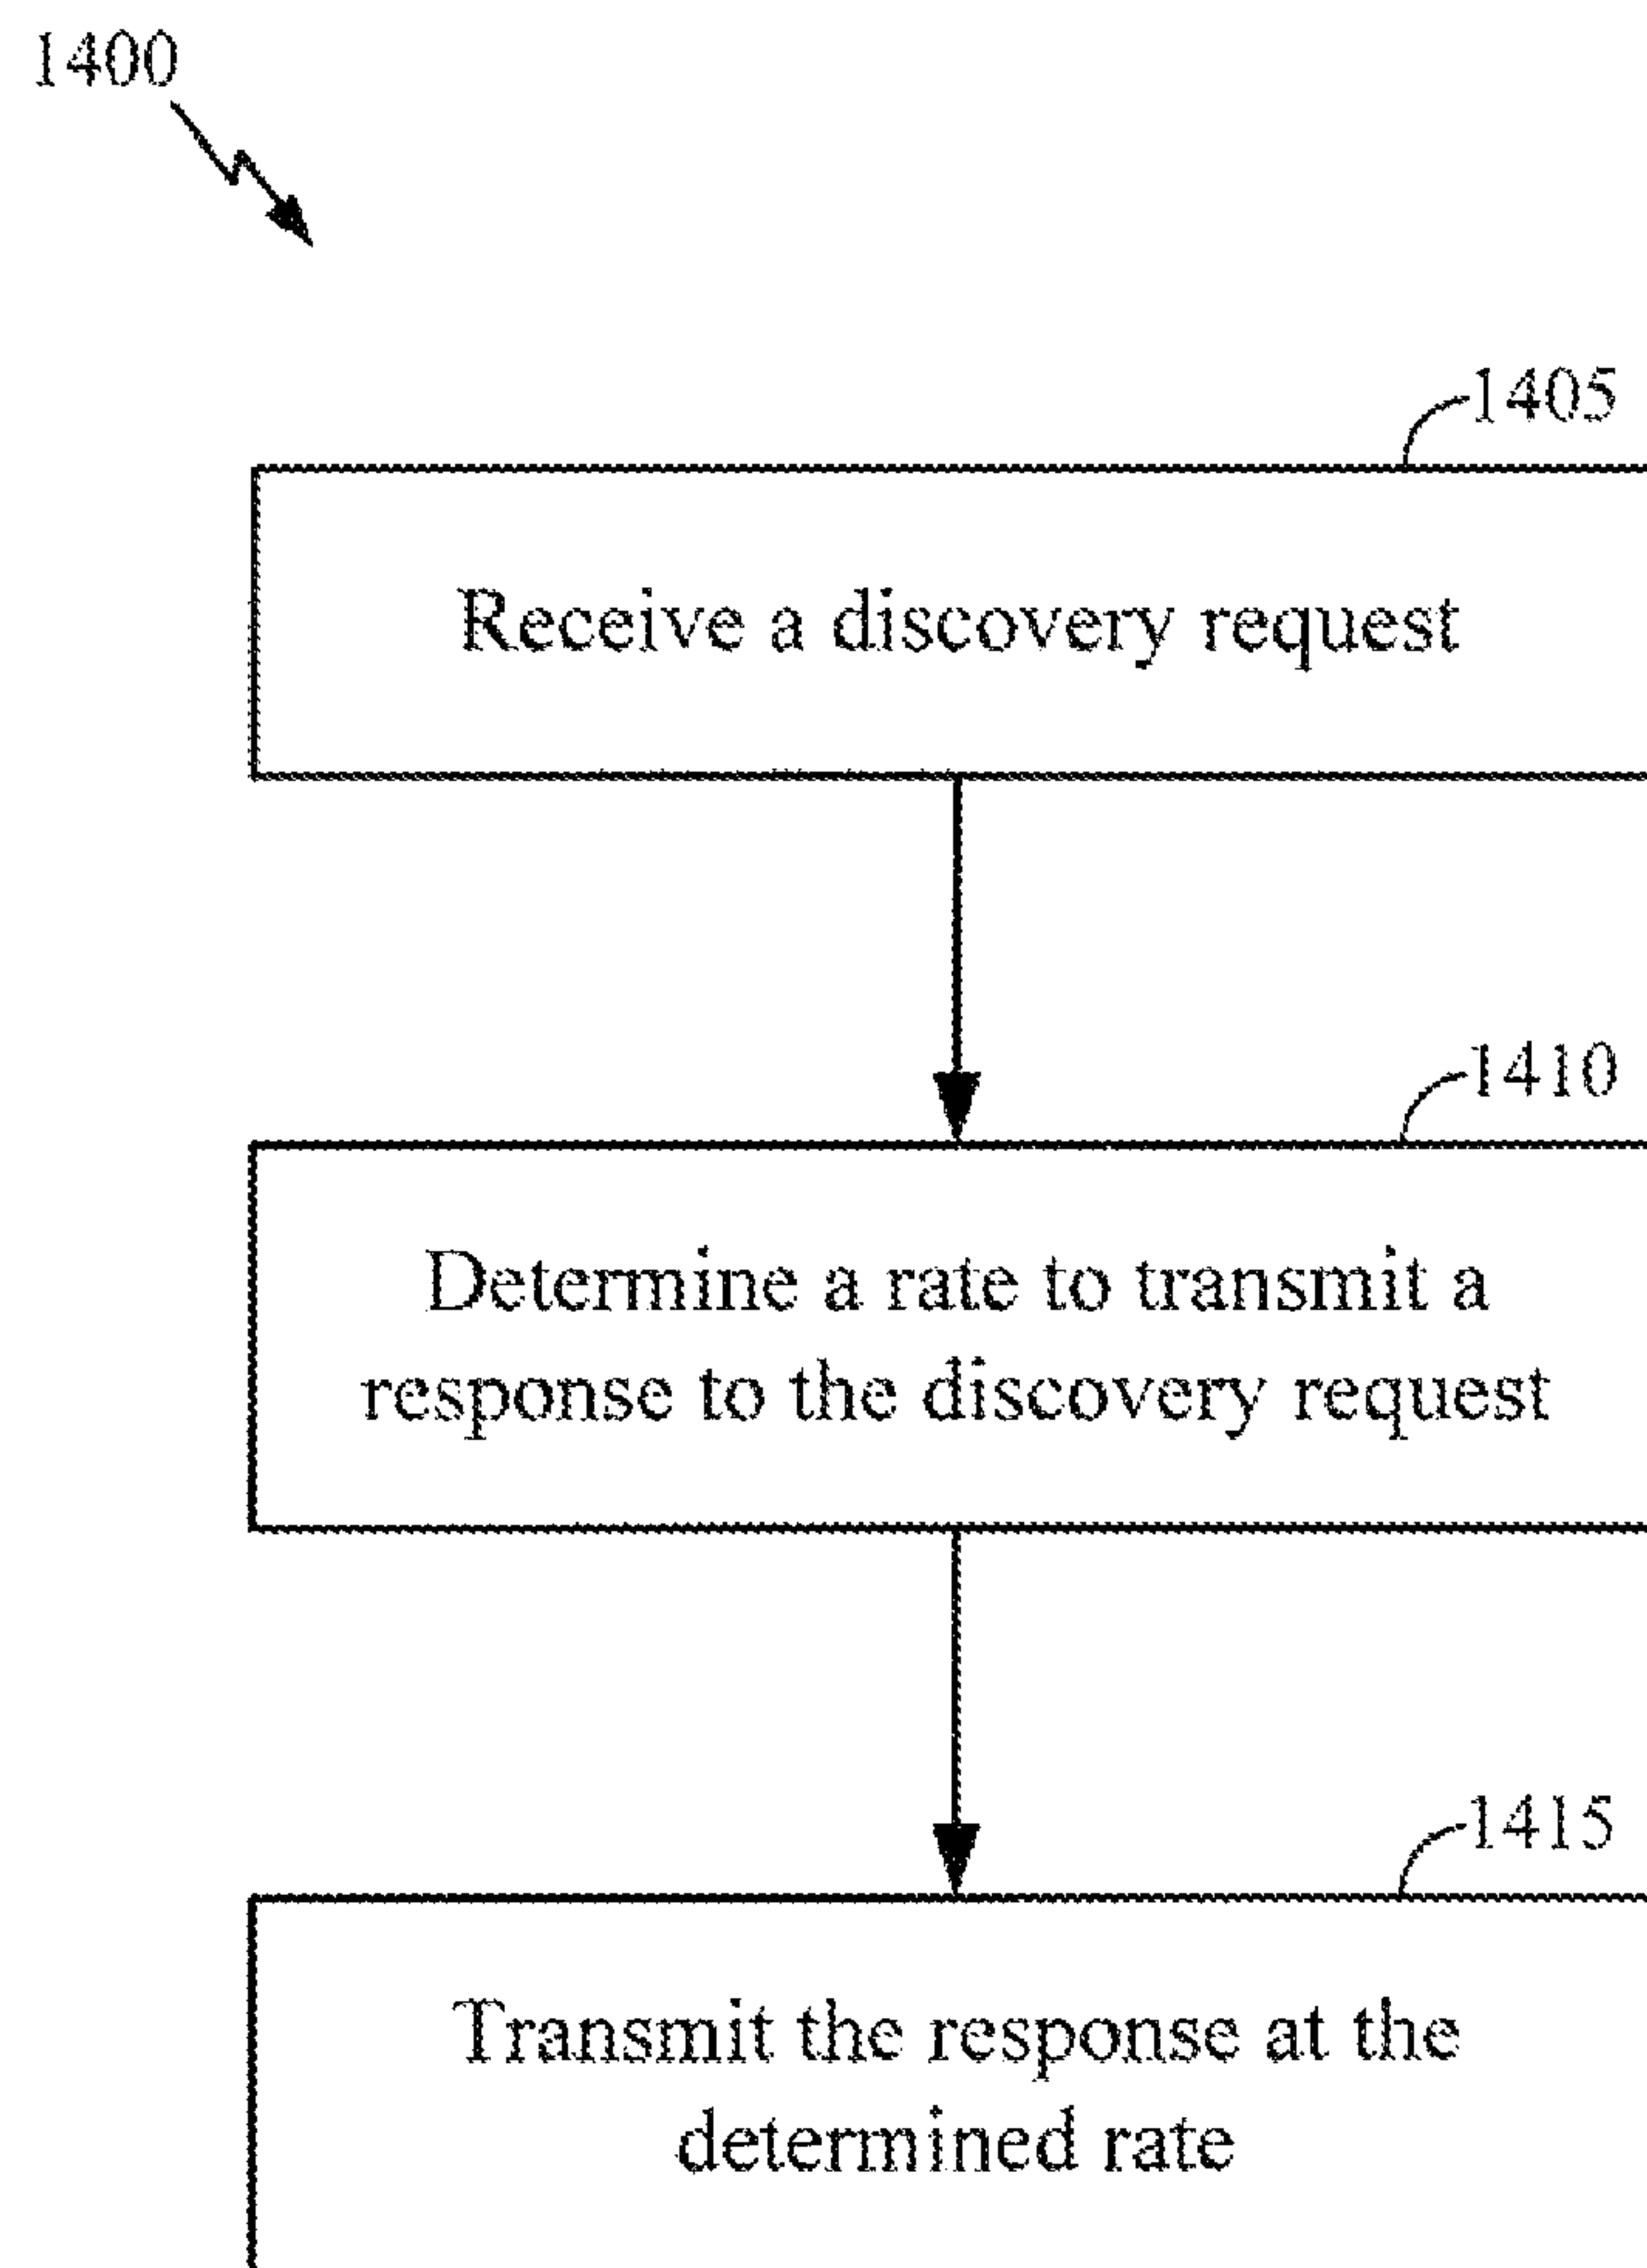 1400
1405
Receive a discovery request
1410
Determine a rate to transmit a
response to the discovery request
1415
Transmit the response at the
determined rate